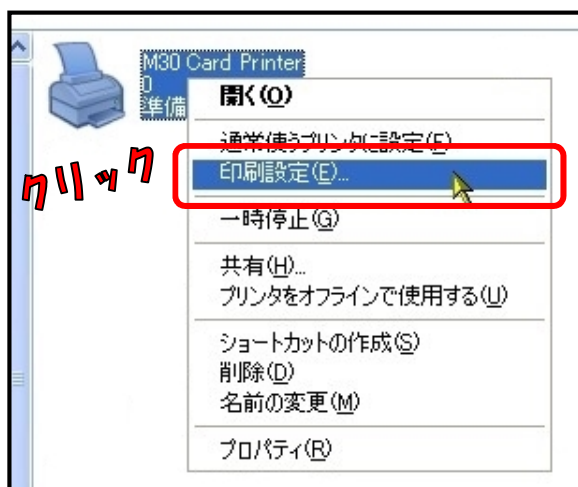 M30 Card Printer
0
準備
開く(O)
通常使うプリンタに設定(F)
クリック
印刷設定(E)...
一時停止(G)
共有(H)...
プリンタをオフラインで使用する(U)
ショートカットの作成(S)
削除(D)
名前の変更(M)
プロパティ(R)